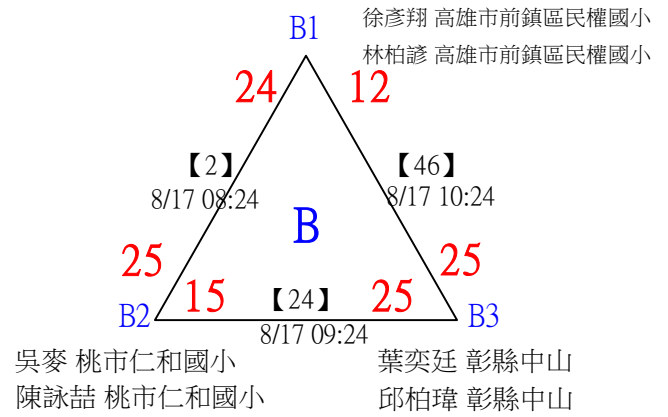 B1
徐彥翔 高雄市前鎮區民權國小
林柏諺 高雄市前鎮區民權國小
24 12
【2】
8/17 08:24
【46】
8/17 10:24
B
25 25
15 25
【24】
8/17 09:24
B2 B3
吳麥 桃市仁和國小
陳詠喆 桃市仁和國小
葉奕廷 彰縣中山
邱柏瑋 彰縣中山